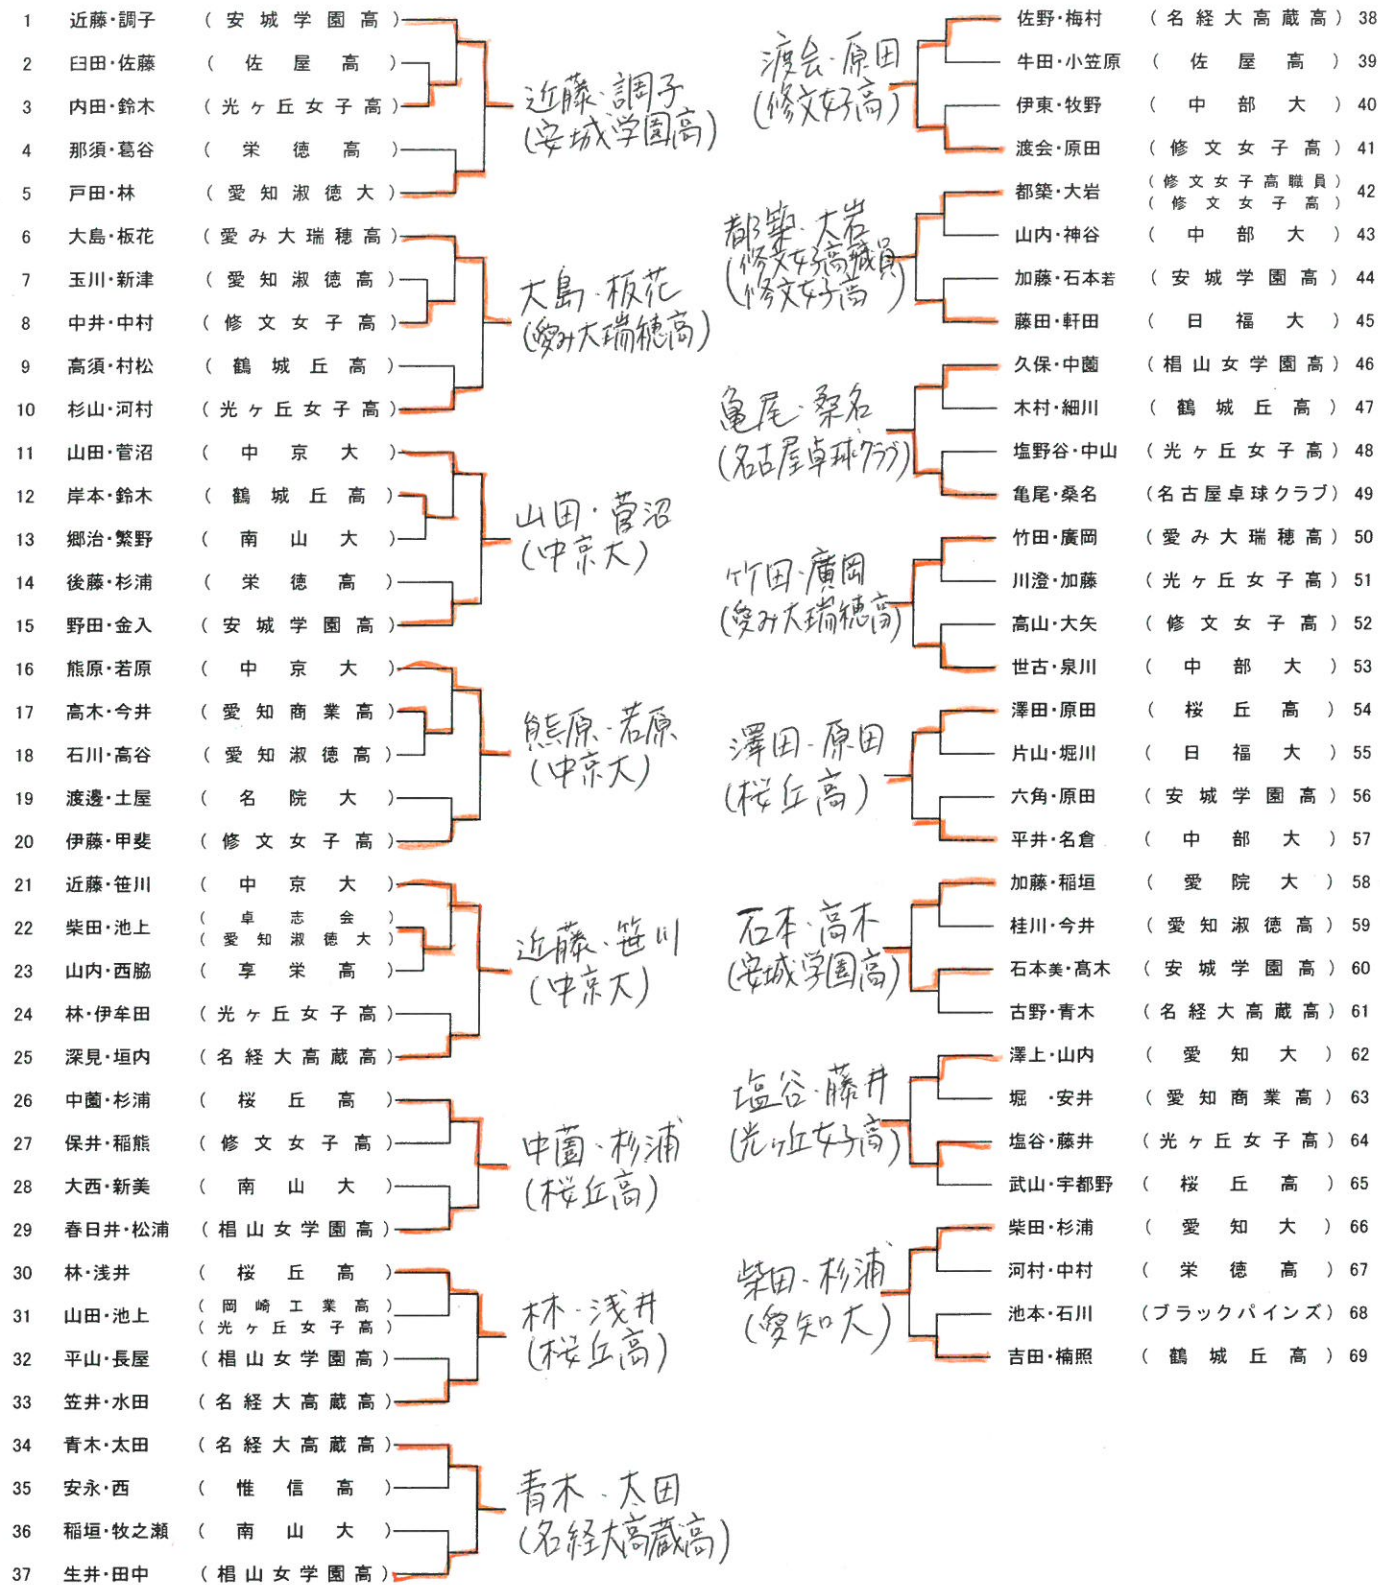 1 近藤・調子 (安城学園高)
2 臼田・佐藤 (佐屋高)
3 内田・鈴木 (光ヶ丘女子高)
4 那須・葛谷 (栄徳高)
5 戸田・林 (愛知淑徳大)
近藤・調子
(安城学園高)
6 大島・板花 (愛み大瑞穂高)
7 玉川・新津 (愛知淑徳高)
8 中井・中村 (修文女子高)
9 高須・村松 (鶴城丘高)
10 杉山・河村 (光ヶ丘女子高)
大島・板花
(愛み大瑞穂高)
11 山田・菅沼 (中京大)
12 岸本・鈴木 (鶴城丘高)
13 郷治・繁野 (南山大)
14 後藤・杉浦 (栄徳高)
15 野田・金入 (安城学園高)
山田・菅沼
(中京大)
16 熊原・若原 (中京大)
17 高木・今井 (愛知商業高)
18 石川・高谷 (愛知淑徳高)
19 渡邊・土屋 (名院大)
20 伊藤・甲斐 (修文女子高)
熊原・若原
(中京大)
21 近藤・笹川 (中京大)
22 柴田・池上 (卓志会)
(愛知淑徳大)
23 山内・西脇 (享栄高)
24 林・伊牟田 (光ヶ丘女子高)
25 深見・垣内 (名経大高蔵高)
近藤・笹川
(中京大)
26 中薗・杉浦 (桜丘高)
27 保井・稲熊 (修文女子高)
28 大西・新美 (南山大)
29 春日井・松浦 (椙山女学園高)
中薗・杉浦
(桜丘高)
30 林・浅井 (桜丘高)
31 山田・池上 (岡崎工業高)
(光ヶ丘女子高)
32 平山・長屋 (椙山女学園高)
33 笠井・水田 (名経大高蔵高)
林・浅井
(桜丘高)
34 青木・太田 (名経大高蔵高)
35 安永・西 (惟信高)
36 稲垣・牧之瀬 (南山大)
37 生井・田中 (椙山女学園高)
青木・太田
(名経大高蔵高)
渡会・原田
(修文女子高)
佐野・梅村 (名経大高蔵高) 38
牛田・小笠原 (佐屋高) 39
伊東・牧野 (中部大) 40
渡会・原田 (修文女子高) 41
都築・大岩
(修文女子高職員
(修文女子高)
都築・大岩 (修文女子高職員) 42
(修文女子高)
山内・神谷 (中部大) 43
加藤・石本若 (安城学園高) 44
藤田・軒田 (日福大) 45
亀尾・桑名
(名古屋卓球クラブ)
久保・中薗 (椙山女学園高) 46
木村・細川 (鶴城丘高) 47
塩野谷・中山 (光ヶ丘女子高) 48
亀尾・桑名 (名古屋卓球クラブ) 49
竹田・廣岡
(愛み大瑞穂高)
竹田・廣岡 (愛み大瑞穂高) 50
川澄・加藤 (光ヶ丘女子高) 51
高山・大矢 (修文女子高) 52
世古・泉川 (中部大) 53
澤田・原田
(桜丘高)
澤田・原田 (桜丘高) 54
片山・堀川 (日福大) 55
六角・原田 (安城学園高) 56
平井・名倉 (中部大) 57
石本・高木
(安城学園高)
加藤・稲垣 (愛院大) 58
桂川・今井 (愛知淑徳高) 59
石本美・髙木 (安城学園高) 60
古野・青木 (名経大高蔵高) 61
塩谷・藤井
(光ヶ丘女子高)
澤上・山内 (愛知大) 62
堀・安井 (愛知商業高) 63
塩谷・藤井 (光ヶ丘女子高) 64
武山・宇都野 (桜丘高) 65
柴田・杉浦
(愛知大)
柴田・杉浦 (愛知大) 66
河村・中村 (栄徳高) 67
池本・石川 (ブラックパインズ) 68
吉田・楠照 (鶴城丘高) 69